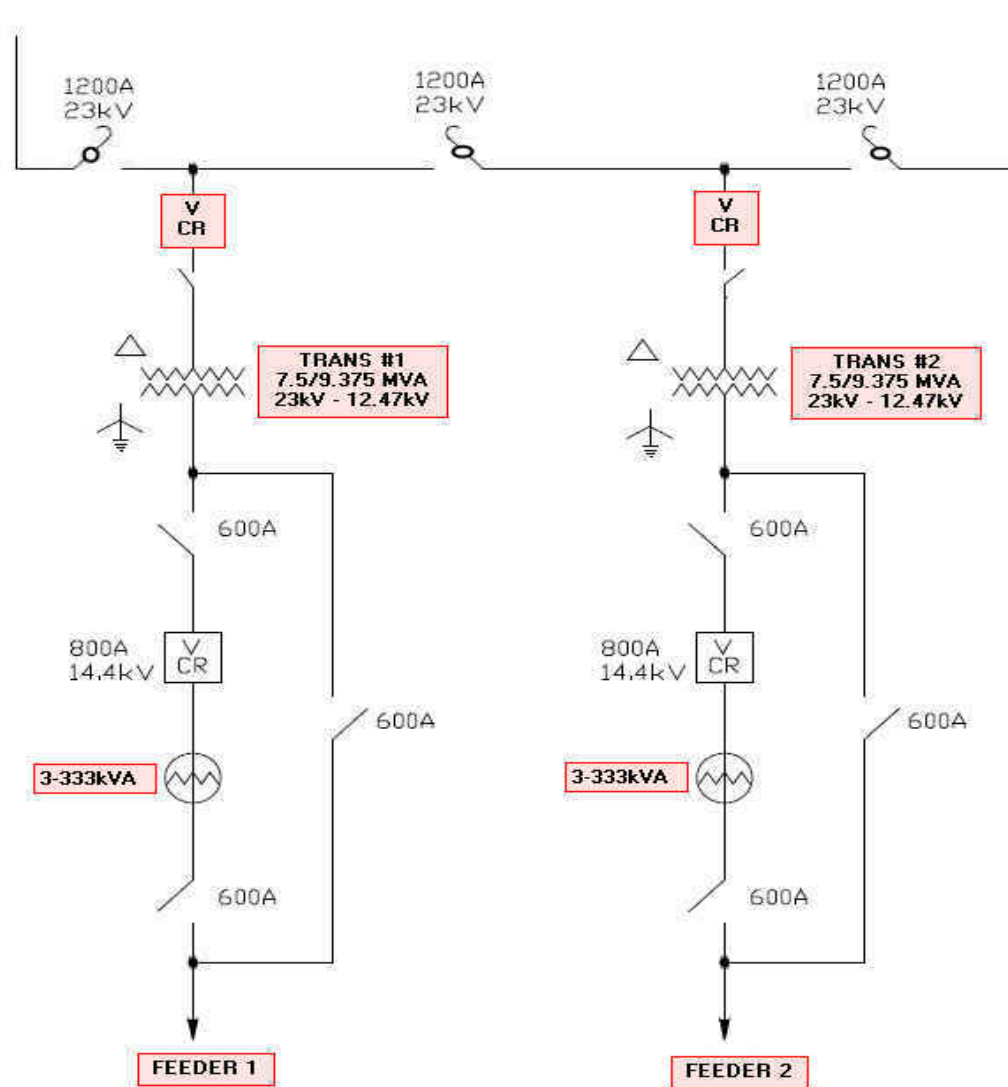 1200A
23kV
1200A
23kV
1200A
23kV
V
CR
V
CR
TRANS #1
7.5/9.375 MVA
23kV - 12.47kV
TRANS #2
7.5/9.375 MVA
23kV - 12.47kV
600A
600A
800A
14.4kV
V
CR
800A
14.4kV
V
CR
600A
600A
3-333kVA
3-333kVA
600A
600A
FEEDER 1
FEEDER 2